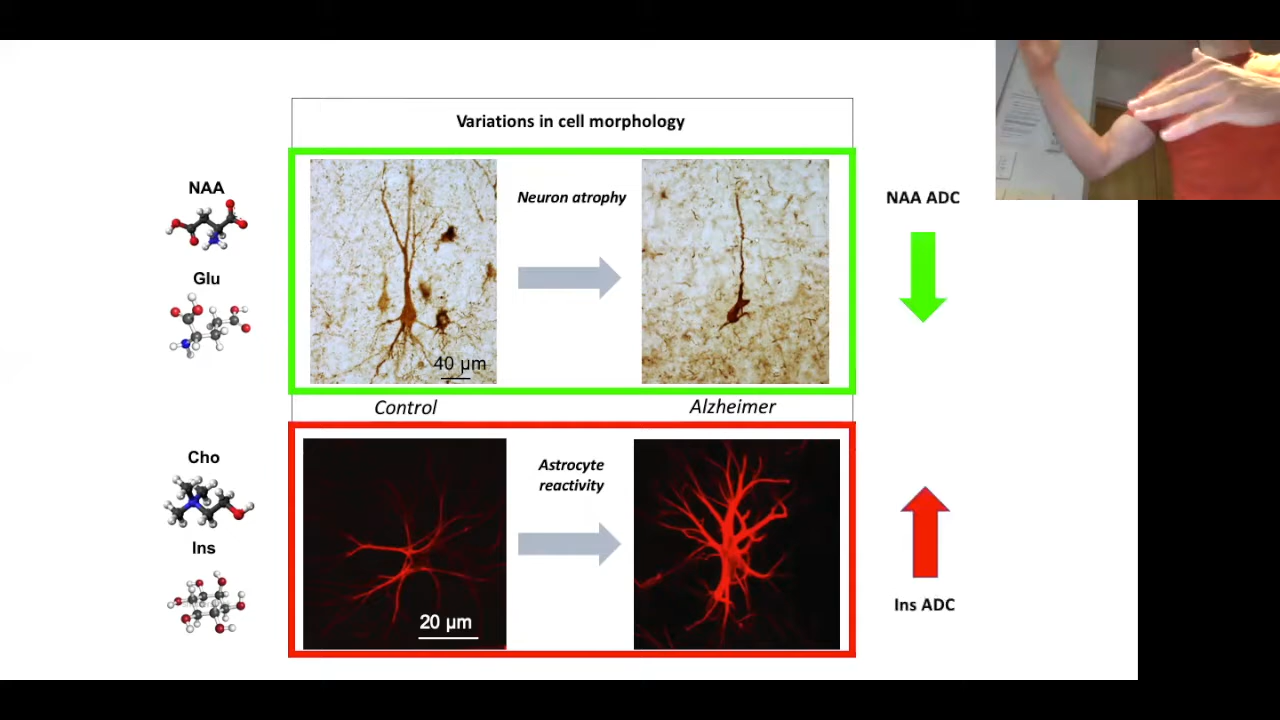 Variations in cell morphology
NAA
Glu
Neuron atrophy
40 μm
NAA ADC
Control
Alzheimer
Cho
Ins
Astrocyte
reactivity
20 μm
Ins ADC